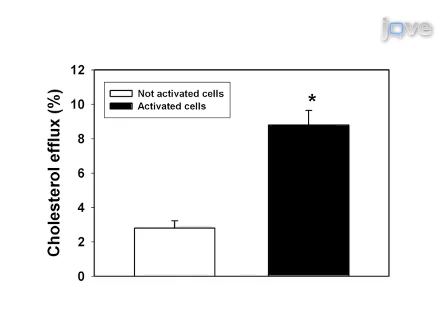 jove
12
10
8
6
4
2
0
Cholesterol efflux (%)
Not activated cells
Activated cells
*